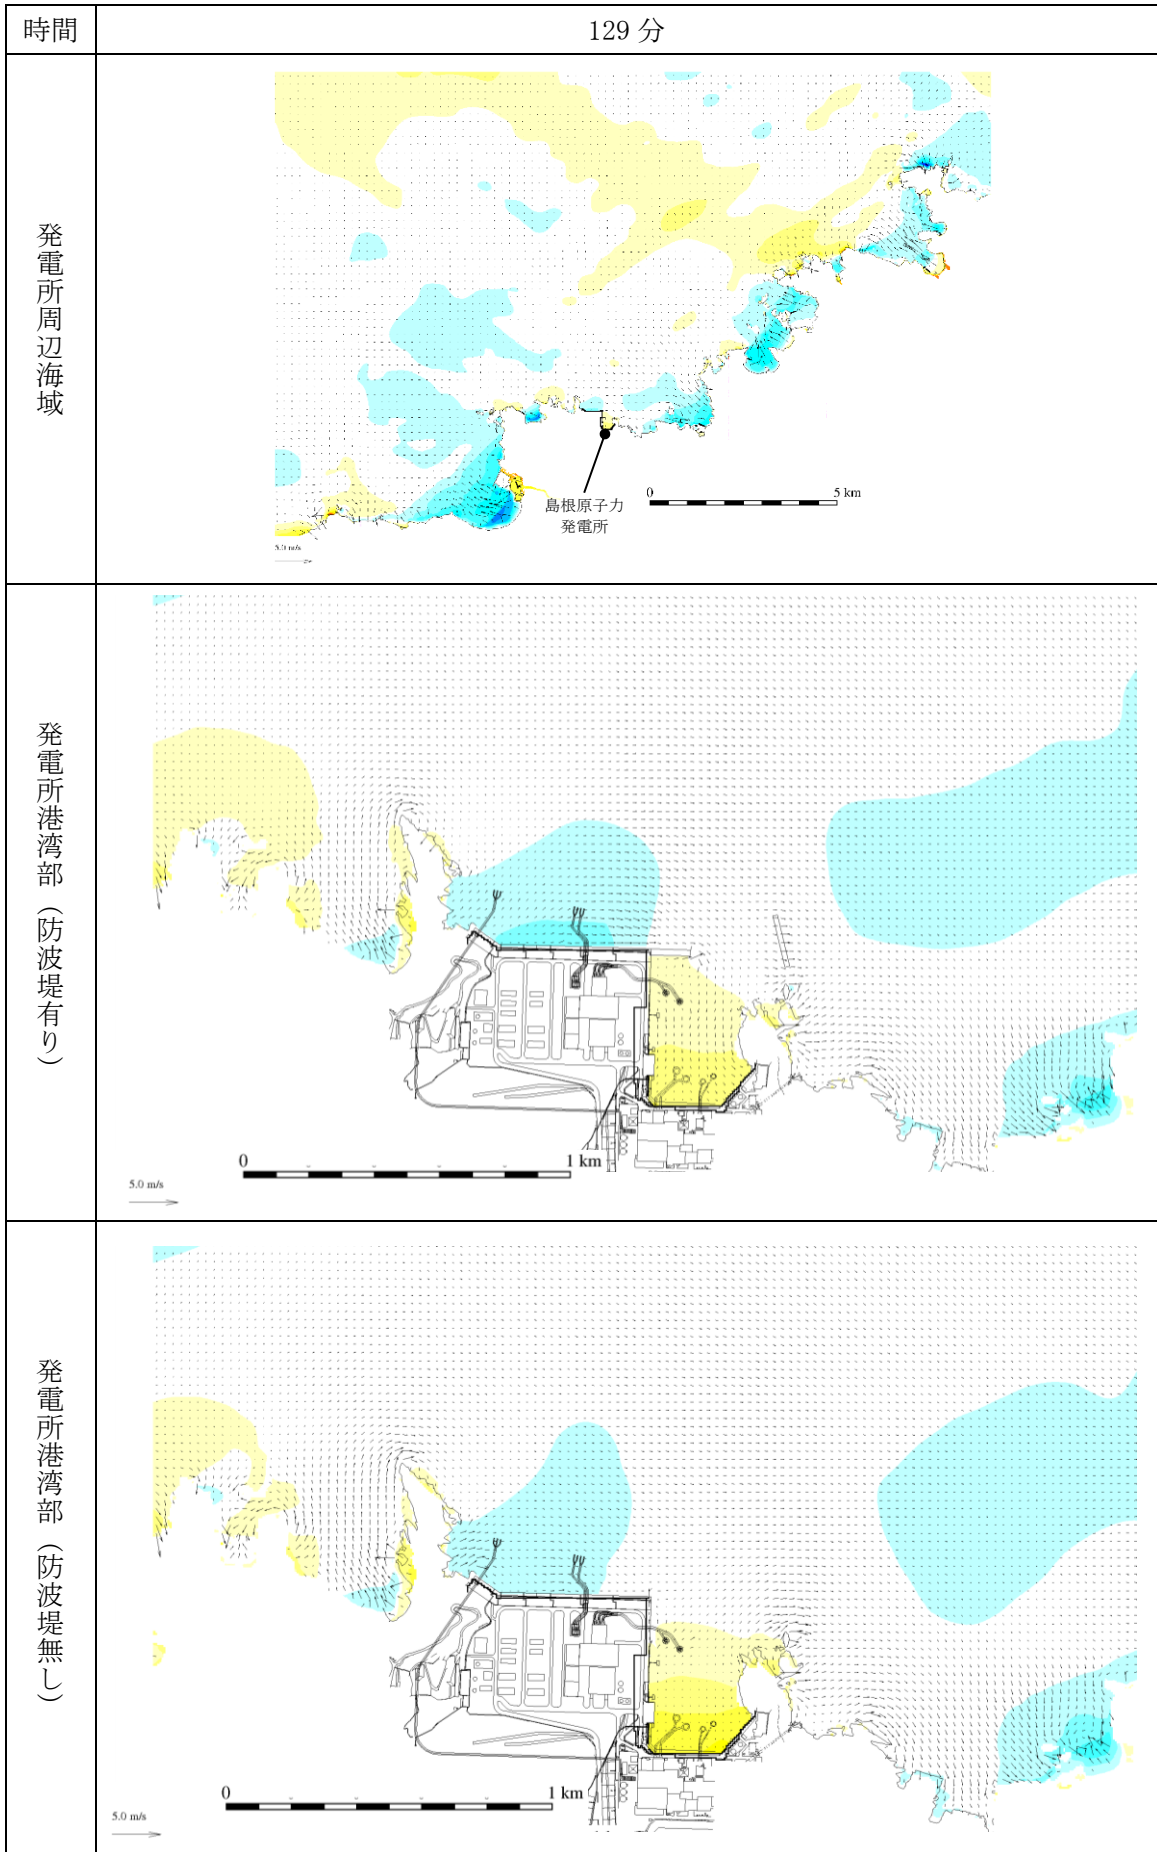 時間
129 分
発電所周辺海域
島根原子力
発電所
0
5 km
5.0 m/s
発電所港湾部（防波堤有り）
0
1 km
5.0 m/s
発電所港湾部（防波堤無し）
0
1 km
5.0 m/s